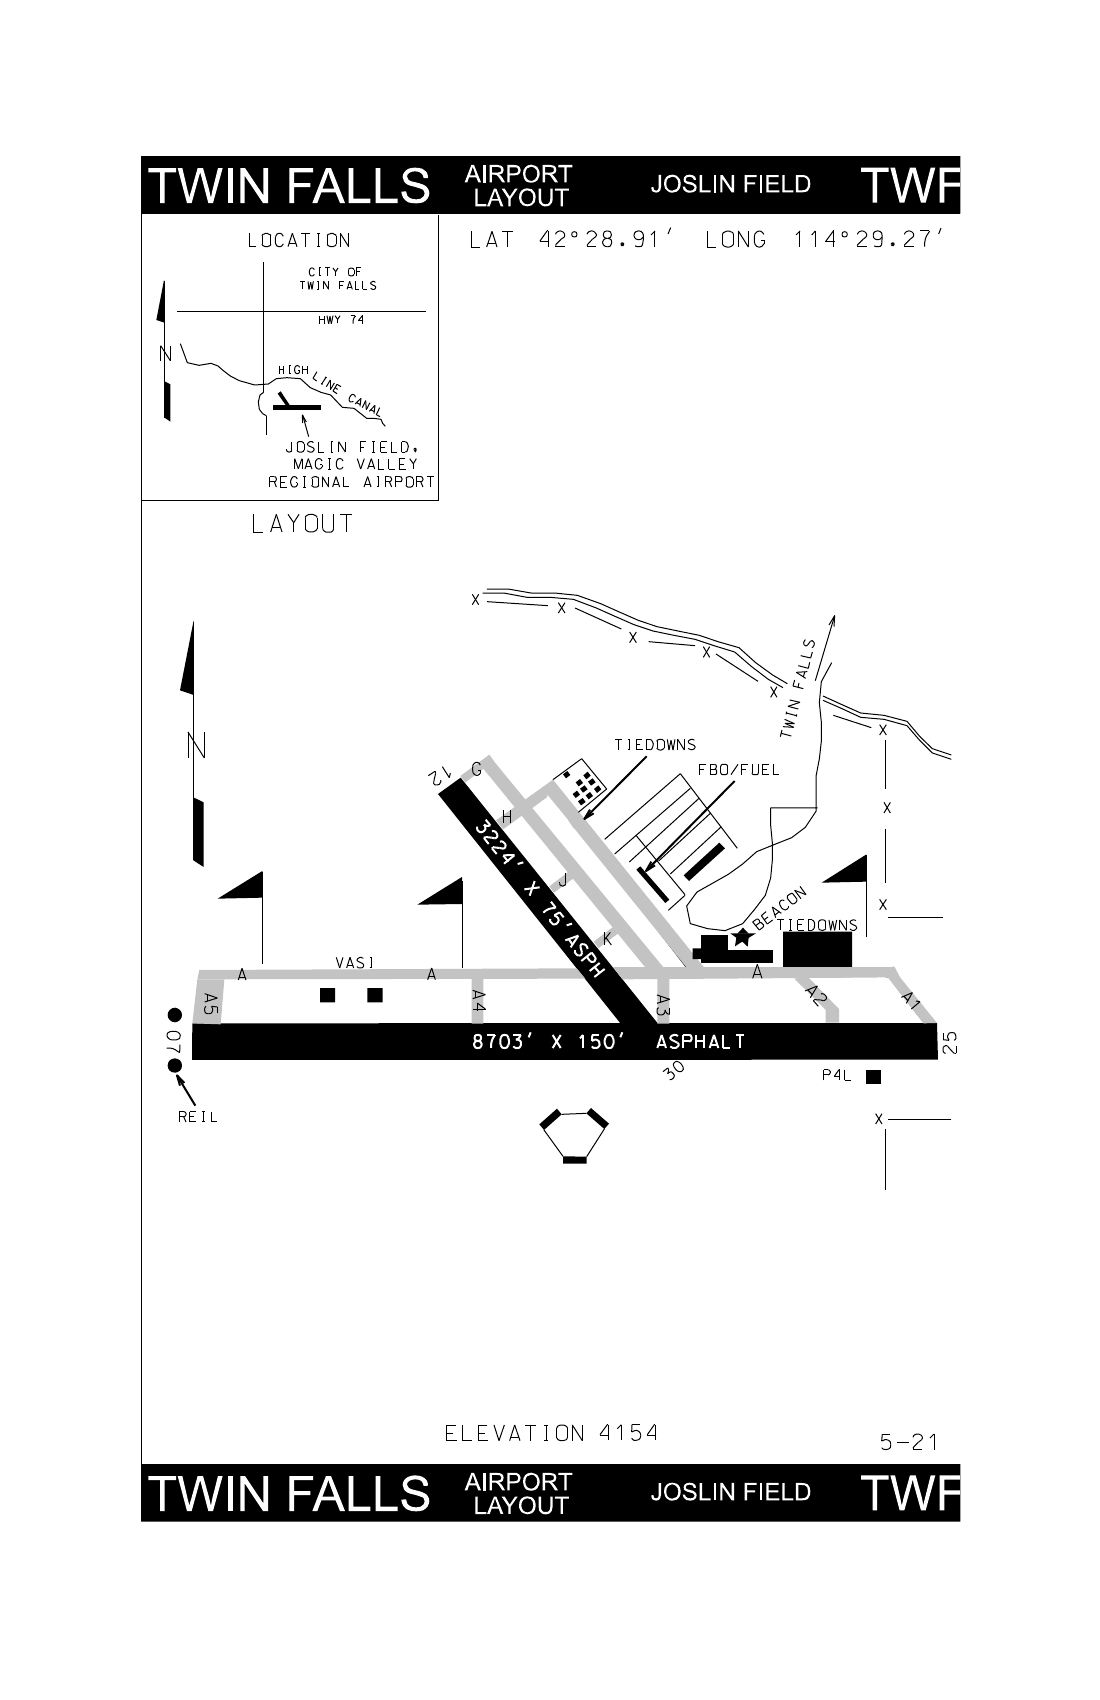 TWIN FALLS AIRPORT LAYOUT JOSLIN FIELD TWF
LOCATION
LAT 42°28.91' LONG 114°29.27'
CITY OF
TWIN FALLS
HWY 74
N
HIGH LINE CANAL
JOSLIN FIELD,
MAGIC VALLEY
REGIONAL AIRPORT
LAYOUT
X
X
X
X
X
TWIN FALLS
X
N
TIEDOWNS
FBO/FUEL
12
G
X
H
3224' X 75' ASPH
J
K
BEACON
X
TIEDOWNS
VASI
A
A
A
A5
A4
A3
A2
A1
07
8703' X 150' ASPHALT
25
30
P4L
REIL
X
ELEVATION 4154
5-21
TWIN FALLS AIRPORT LAYOUT JOSLIN FIELD TWF